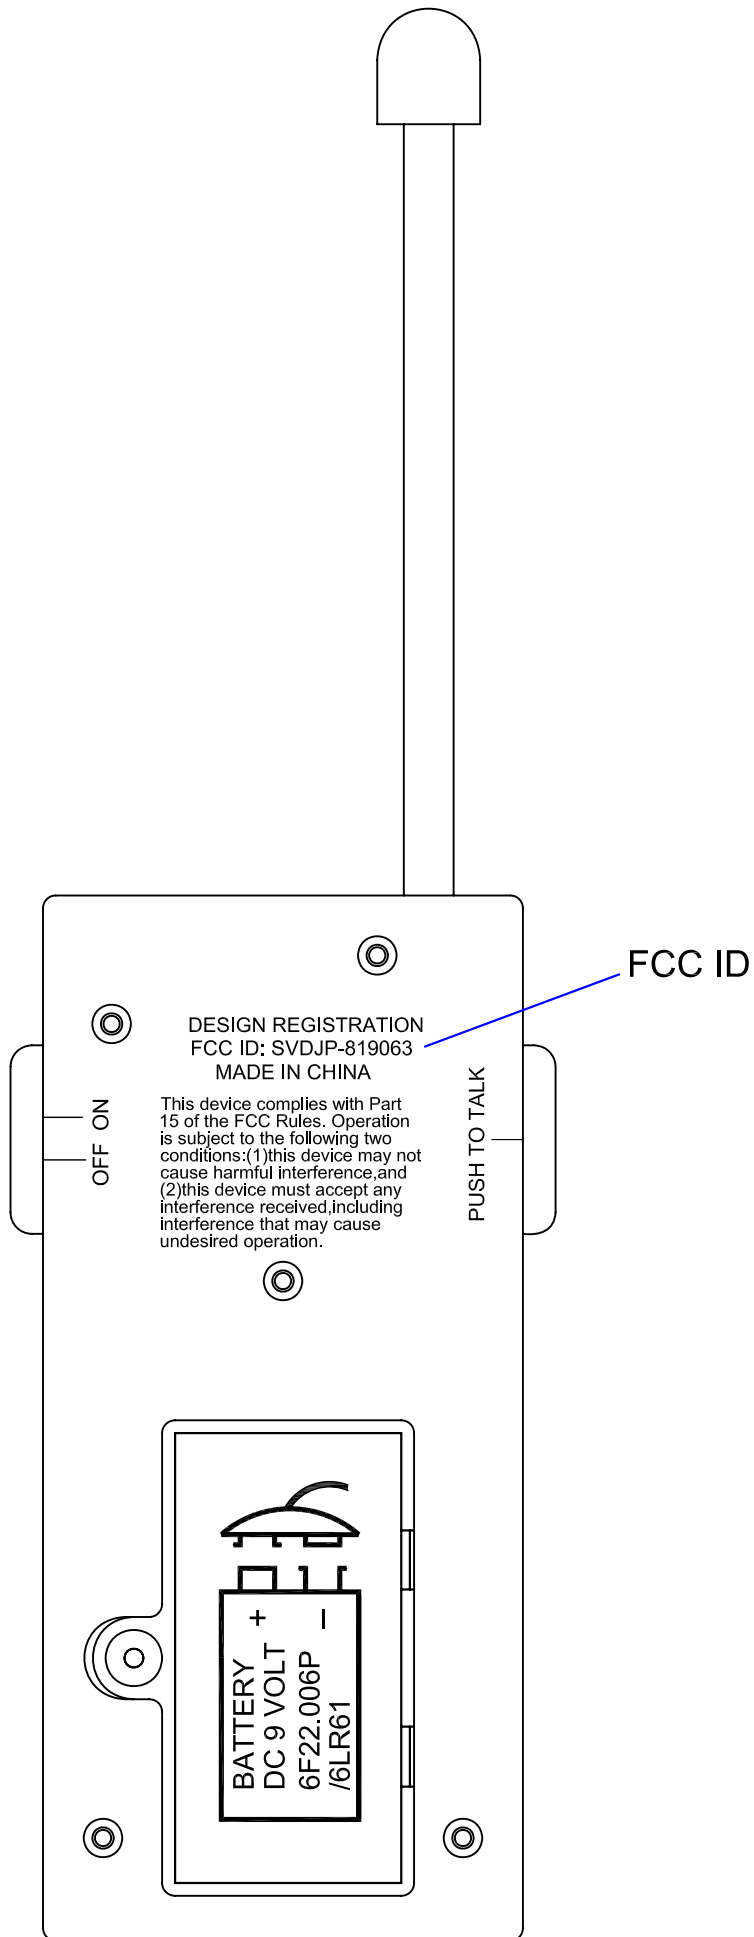 FCC ID
DESIGN REGISTRATION
FCC ID: SVDJP-819063
MADE IN CHINA
ON
OFF
PUSH TO TALK
This device complies with Part
15 of the FCC Rules. Operation
is subject to the following two
conditions:(1)this device may not
cause harmful interference,and
(2)this device must accept any
interference received,including
interference that may cause
undesired operation.
+
−
BATTERY
DC 9 VOLT
6F22.006P
/6LR61